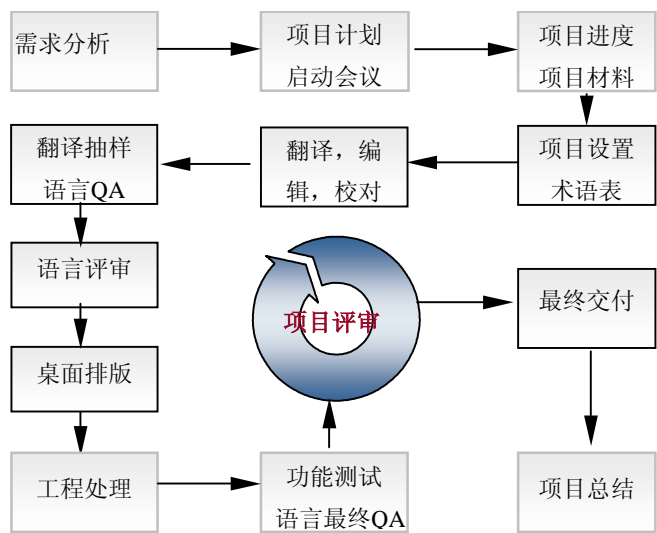 需求分析
项目计划
启动会议
项目进度
项目材料
项目设置
术语表
翻译，编
辑，校对
翻译抽样
语言QA
语言评审
桌面排版
工程处理
功能测试
语言最终QA
项目评审
最终交付
项目总结